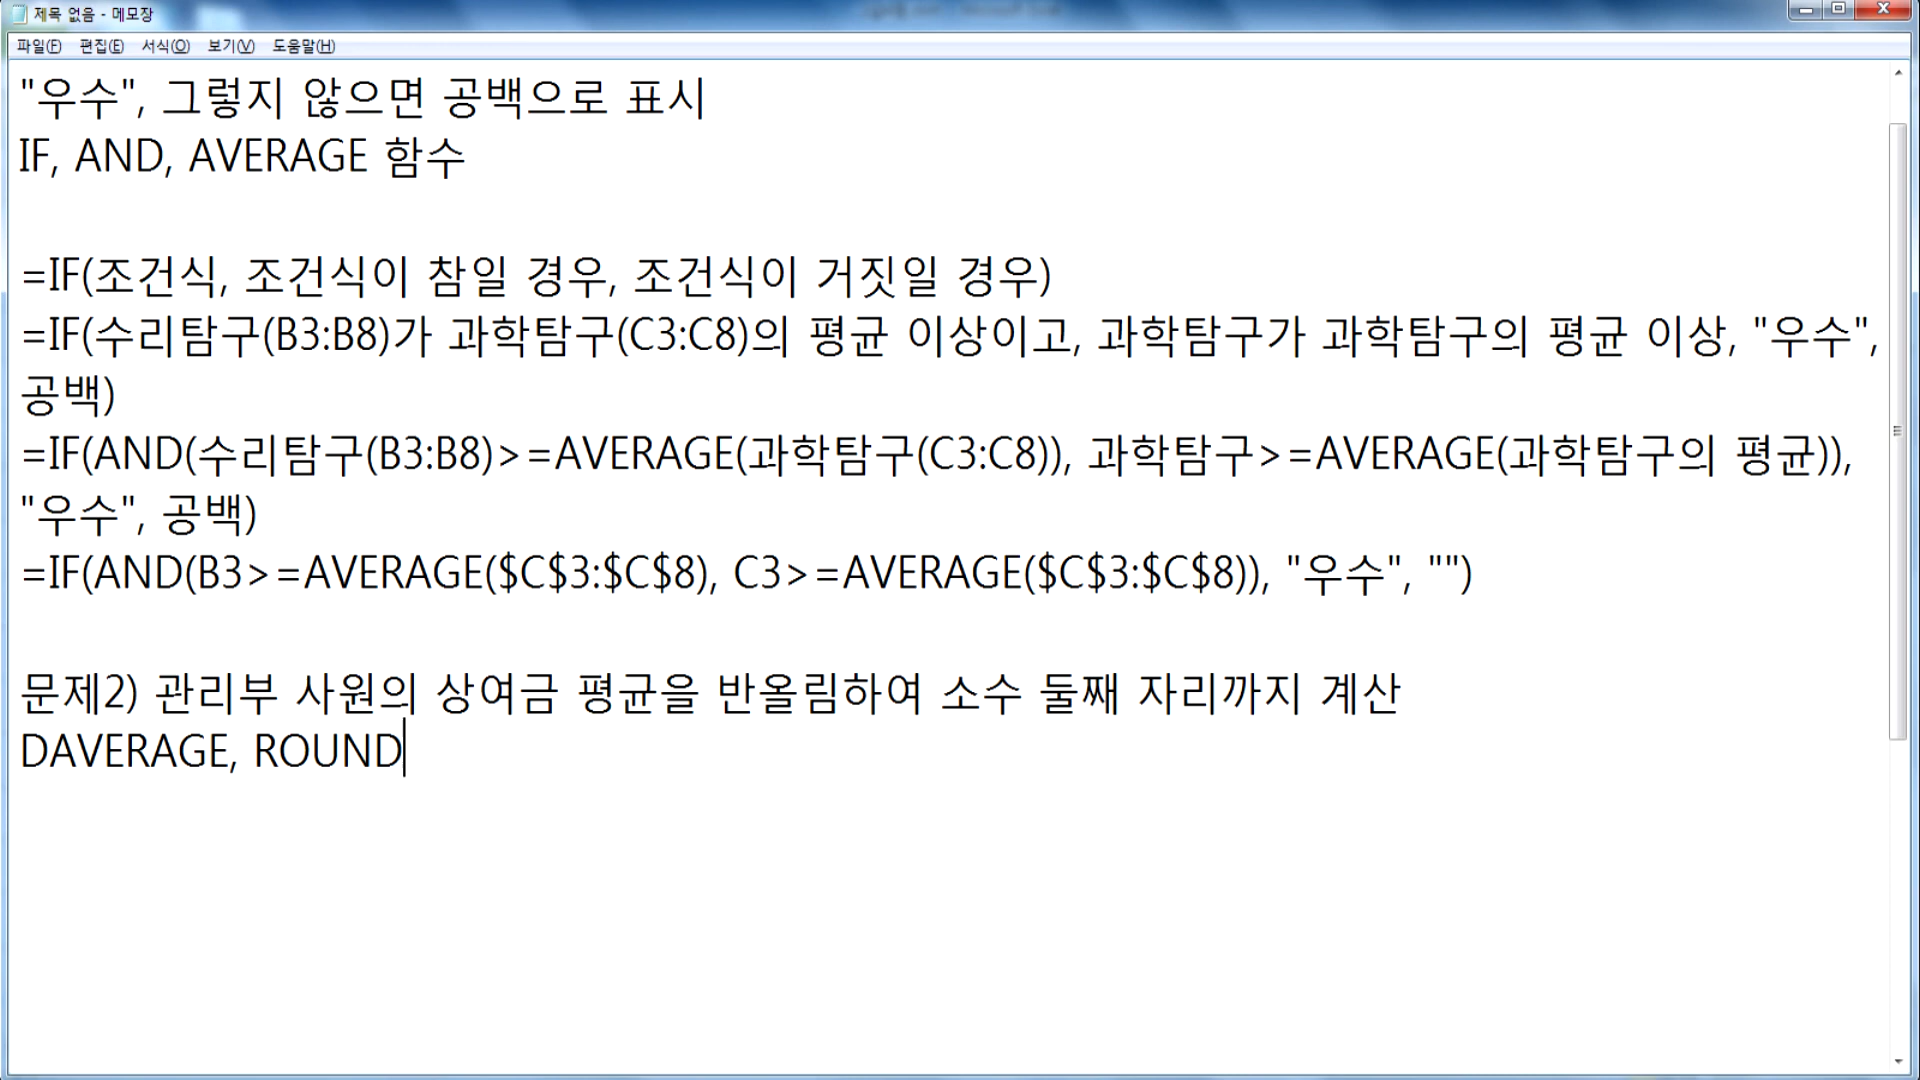 제목 없음 - 메모장
파일(F) 편집(E) 서식(O) 보기(V) 도움말(H)
"우수", 그렇지 않으면 공백으로 표시
IF, AND, AVERAGE 함수
=IF(조건식, 조건식이 참일 경우, 조건식이 거짓일 경우)
=IF(수리탐구(B3:B8)가 과학탐구(C3:C8)의 평균 이상이고, 과학탐구가 과학탐구의 평균 이상, "우수",
공백)
=IF(AND(수리탐구(B3:B8)>=AVERAGE(과학탐구(C3:C8)), 과학탐구>=AVERAGE(과학탐구의 평균)),
"우수", 공백)
=IF(AND(B3>=AVERAGE($C$3:$C$8), C3>=AVERAGE($C$3:$C$8)), "우수", "")
문제2) 관리부 사원의 상여금 평균을 반올림하여 소수 둘째 자리까지 계산
DAVERAGE, ROUND